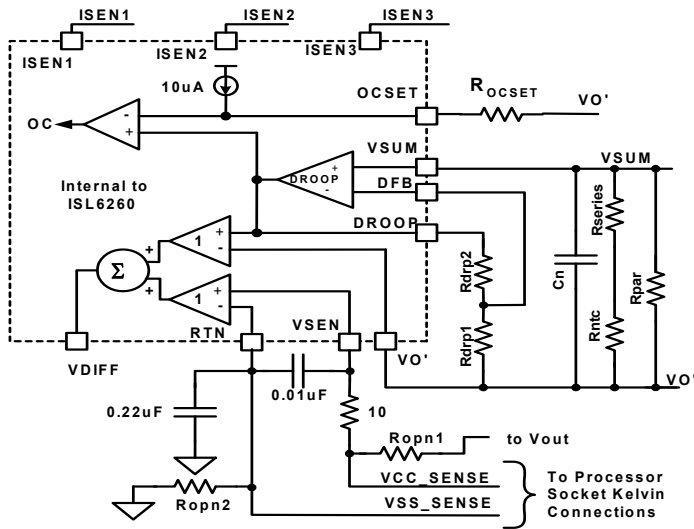 ISEN1
ISEN2
ISEN3
ISEN1
ISEN2
ISEN3
10uA
OCSET
R OCSET
VO'
OC
-
+
VSUM
VSUM
DROOP
+
-
DFB
Internal to
ISL6260
DROOP
Rseries
Cn
Rpar
Rdrp2
1
+
-
Σ
+
+
1
+
-
Rdrp1
Rntc
RTN
VSEN
VDIFF
VO'
VO'
0.01uF
0.22uF
10
Ropn1
to Vout
Ropn2
VCC_SENSE
VSS_SENSE
To Processor
Socket Kelvin
Connections